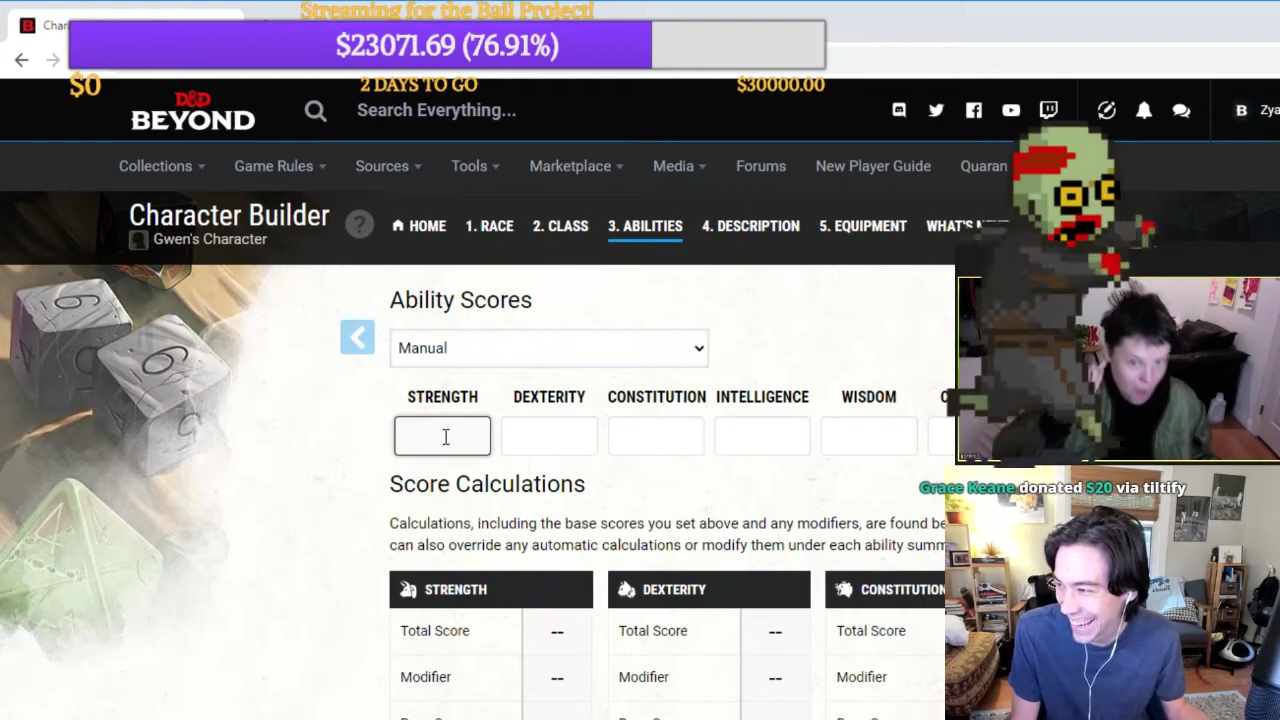 Streaming for the Bail Project!
Char
$23071.69 (76.91%)
$0
2 DAYS TO GO
$30000.00
D&D
BEYOND
Search Everything...
B
Zya
Collections
Game Rules
Sources
Tools
Marketplace
Media
Forums
New Player Guide
Quaran
Character Builder
?
Gwen's Character
HOME
1. RACE
2. CLASS
3. ABILITIES
4. DESCRIPTION
5. EQUIPMENT
WHAT'S
Ability Scores
Manual
STRENGTH DEXTERITY CONSTITUTION INTELLIGENCE WISDOM C
Score Calculations
Grace Keane donated $20 via tiltify
Calculations, including the base scores you set above and any modifiers, are found be
can also override any automatic calculations or modify them under each ability summ
STRENGTH
DEXTERITY
CONSTITUTION
Total Score --
Total Score --
Total Score
Modifier --
Modifier --
Modifier